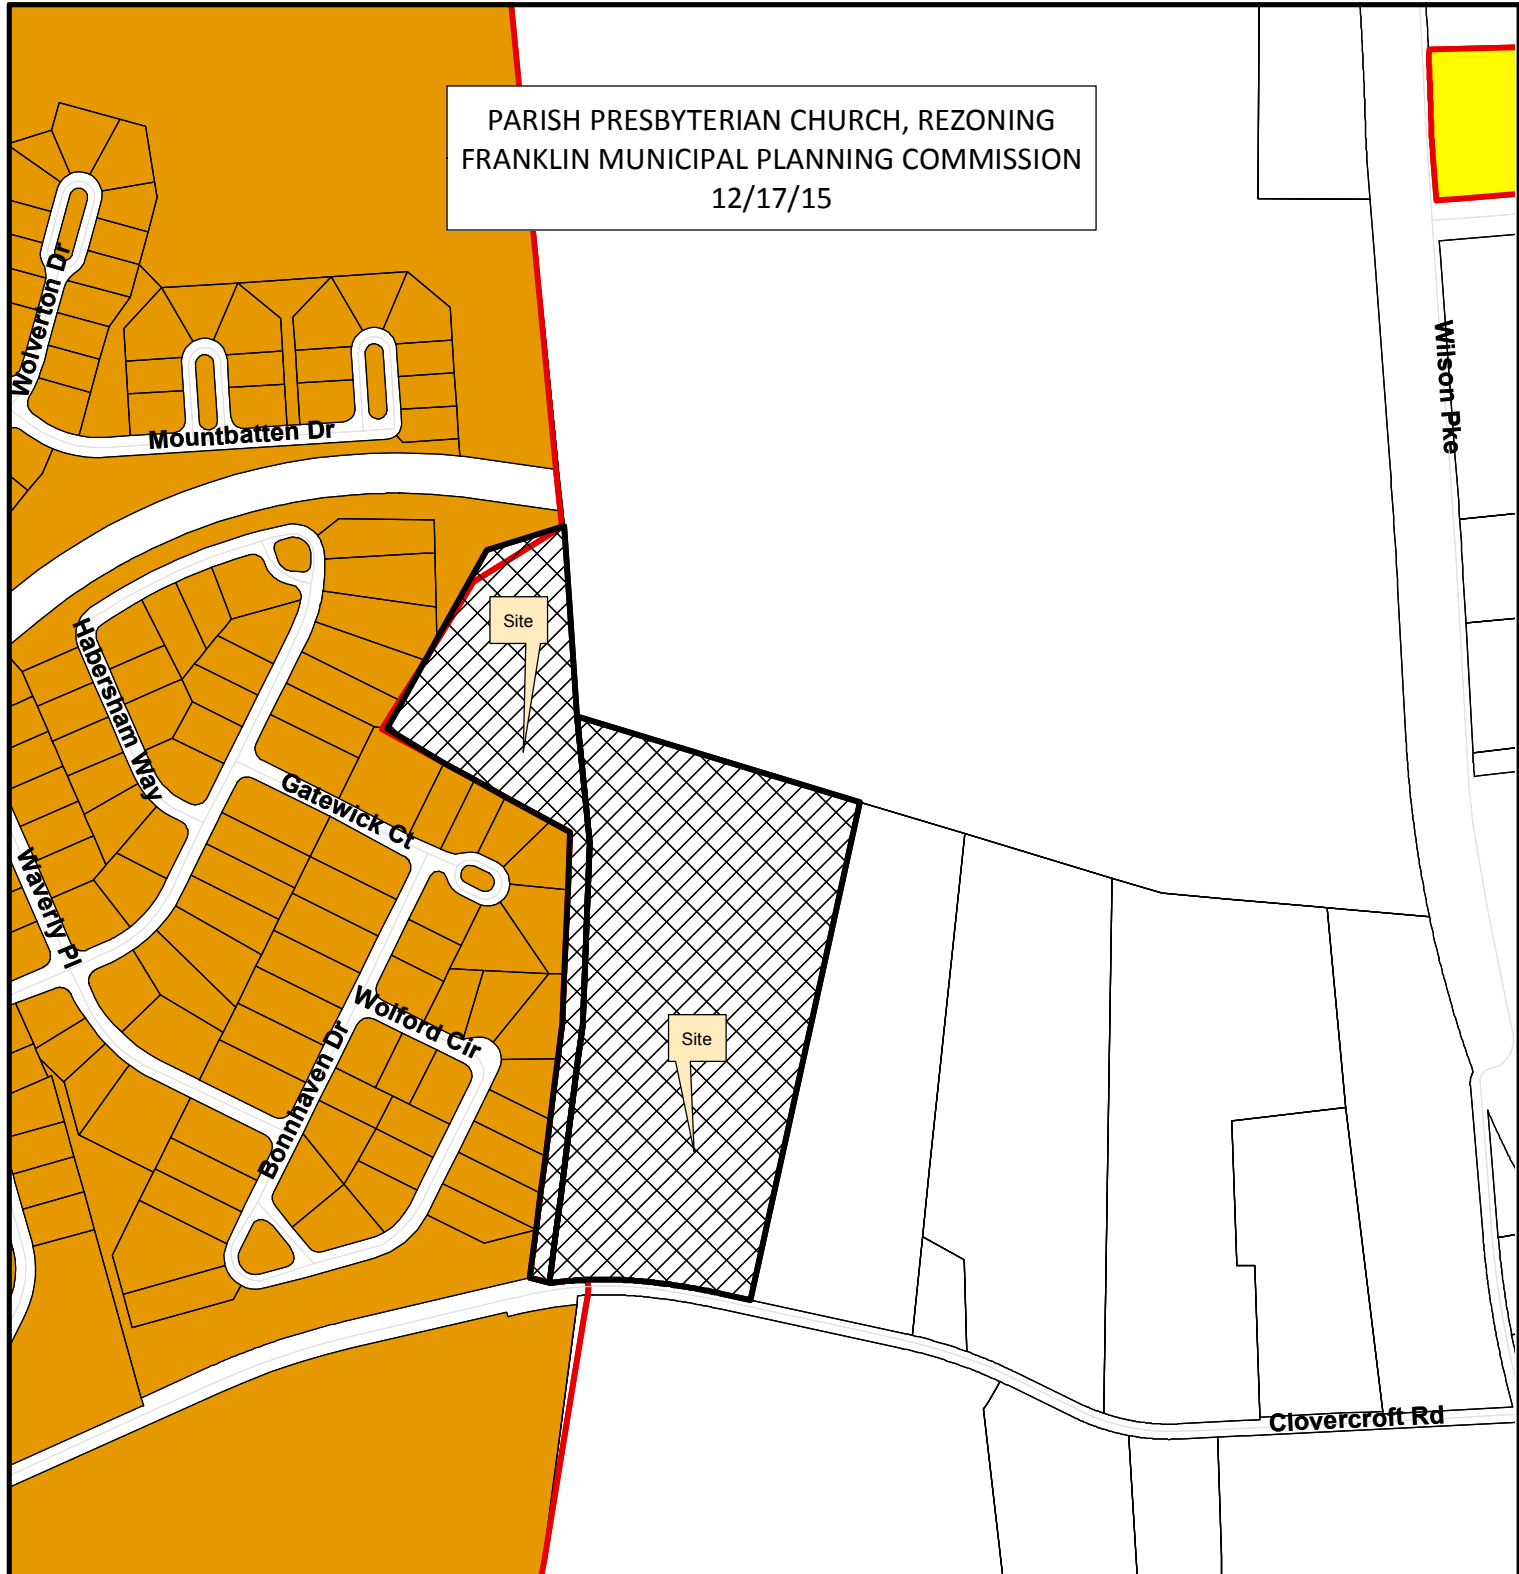 PARISH PRESBYTERIAN CHURCH, REZONING
FRANKLIN MUNICIPAL PLANNING COMMISSION
12/17/15
Wolverton Dr
Mountbatten Dr
Wilson Pke
Site
Habersham Way
Gatewick Ct
Waverly Pl
Wolford Cir
Site
Bonnhaven Dr
Clovercroft Rd